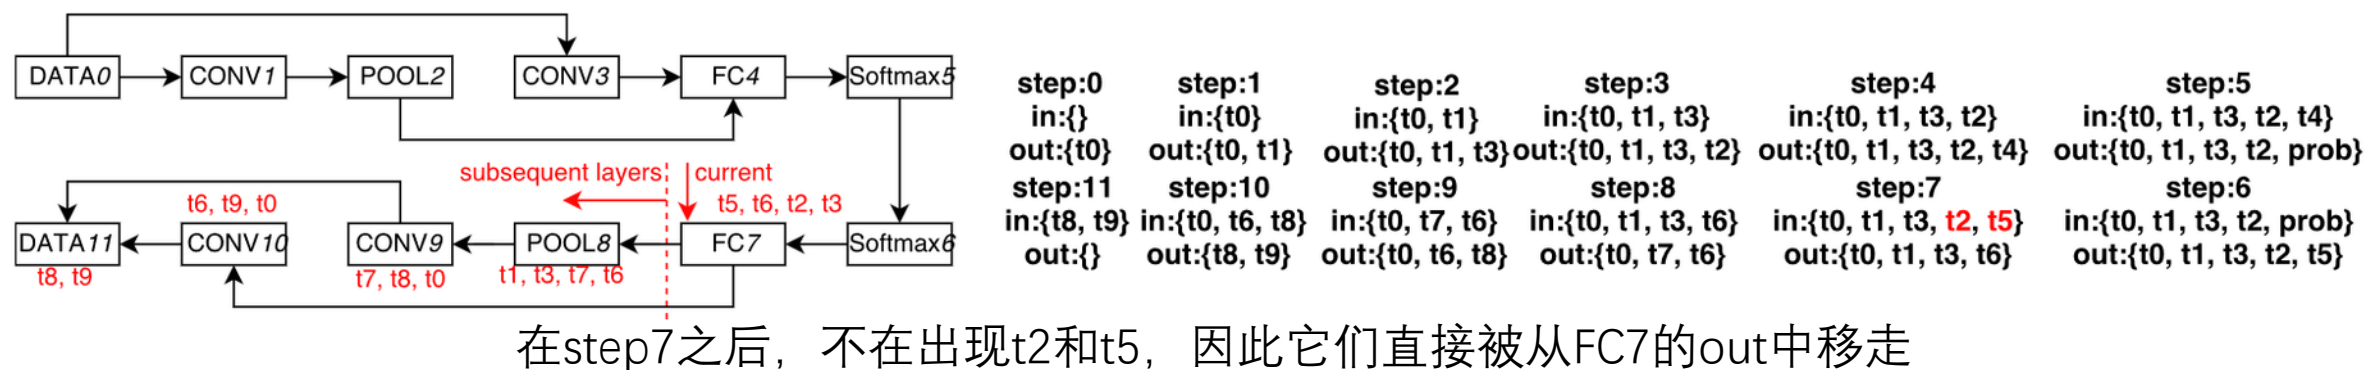 DATA0 CONV1 POOL2 CONV3 FC4 Softmax5
subsequent layers current
t6, t9, t0 t5, t6, t2, t3
DATA11 CONV10 CONV9 POOL8 FC7 Softmax6
t8, t9 t7, t8, t0 t1, t3, t7, t6
step:0 step:1 step:2 step:3 step:4 step:5
in:{} in:{t0} in:{t0, t1} in:{t0, t1, t3} in:{t0, t1, t3, t2} in:{t0, t1, t3, t2, t4}
out:{t0} out:{t0, t1} out:{t0, t1, t3} out:{t0, t1, t3, t2} out:{t0, t1, t3, t2, t4} out:{t0, t1, t3, t2, prob}
step:11 step:10 step:9 step:8 step:7 step:6
in:{t8, t9} in:{t0, t6, t8} in:{t0, t7, t6} in:{t0, t1, t3, t6} in:{t0, t1, t3, t2, t5} in:{t0, t1, t3, t2, prob}
out:{} out:{t8, t9} out:{t0, t6, t8} out:{t0, t7, t6} out:{t0, t1, t3, t6} out:{t0, t1, t3, t2, t5}
在step7之后，不在出现t2和t5，因此它们直接被从FC7的out中移走